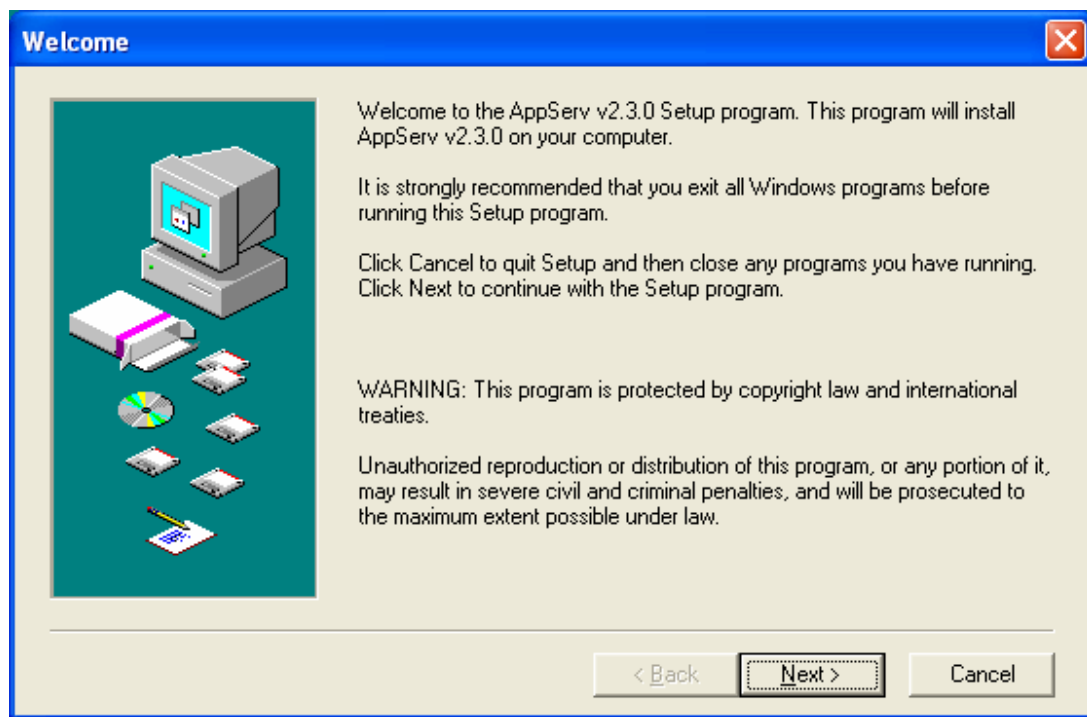 Welcome
Welcome to the AppServ v2.3.0 Setup program. This program will install
AppServ v2.3.0 on your computer.
It is strongly recommended that you exit all Windows programs before
running this Setup program.
Click Cancel to quit Setup and then close any programs you have running.
Click Next to continue with the Setup program.
WARNING: This program is protected by copyright law and international
treaties.
Unauthorized reproduction or distribution of this program, or any portion of it,
may result in severe civil and criminal penalties, and will be prosecuted to
the maximum extent possible under law.
< Back
Next >
Cancel